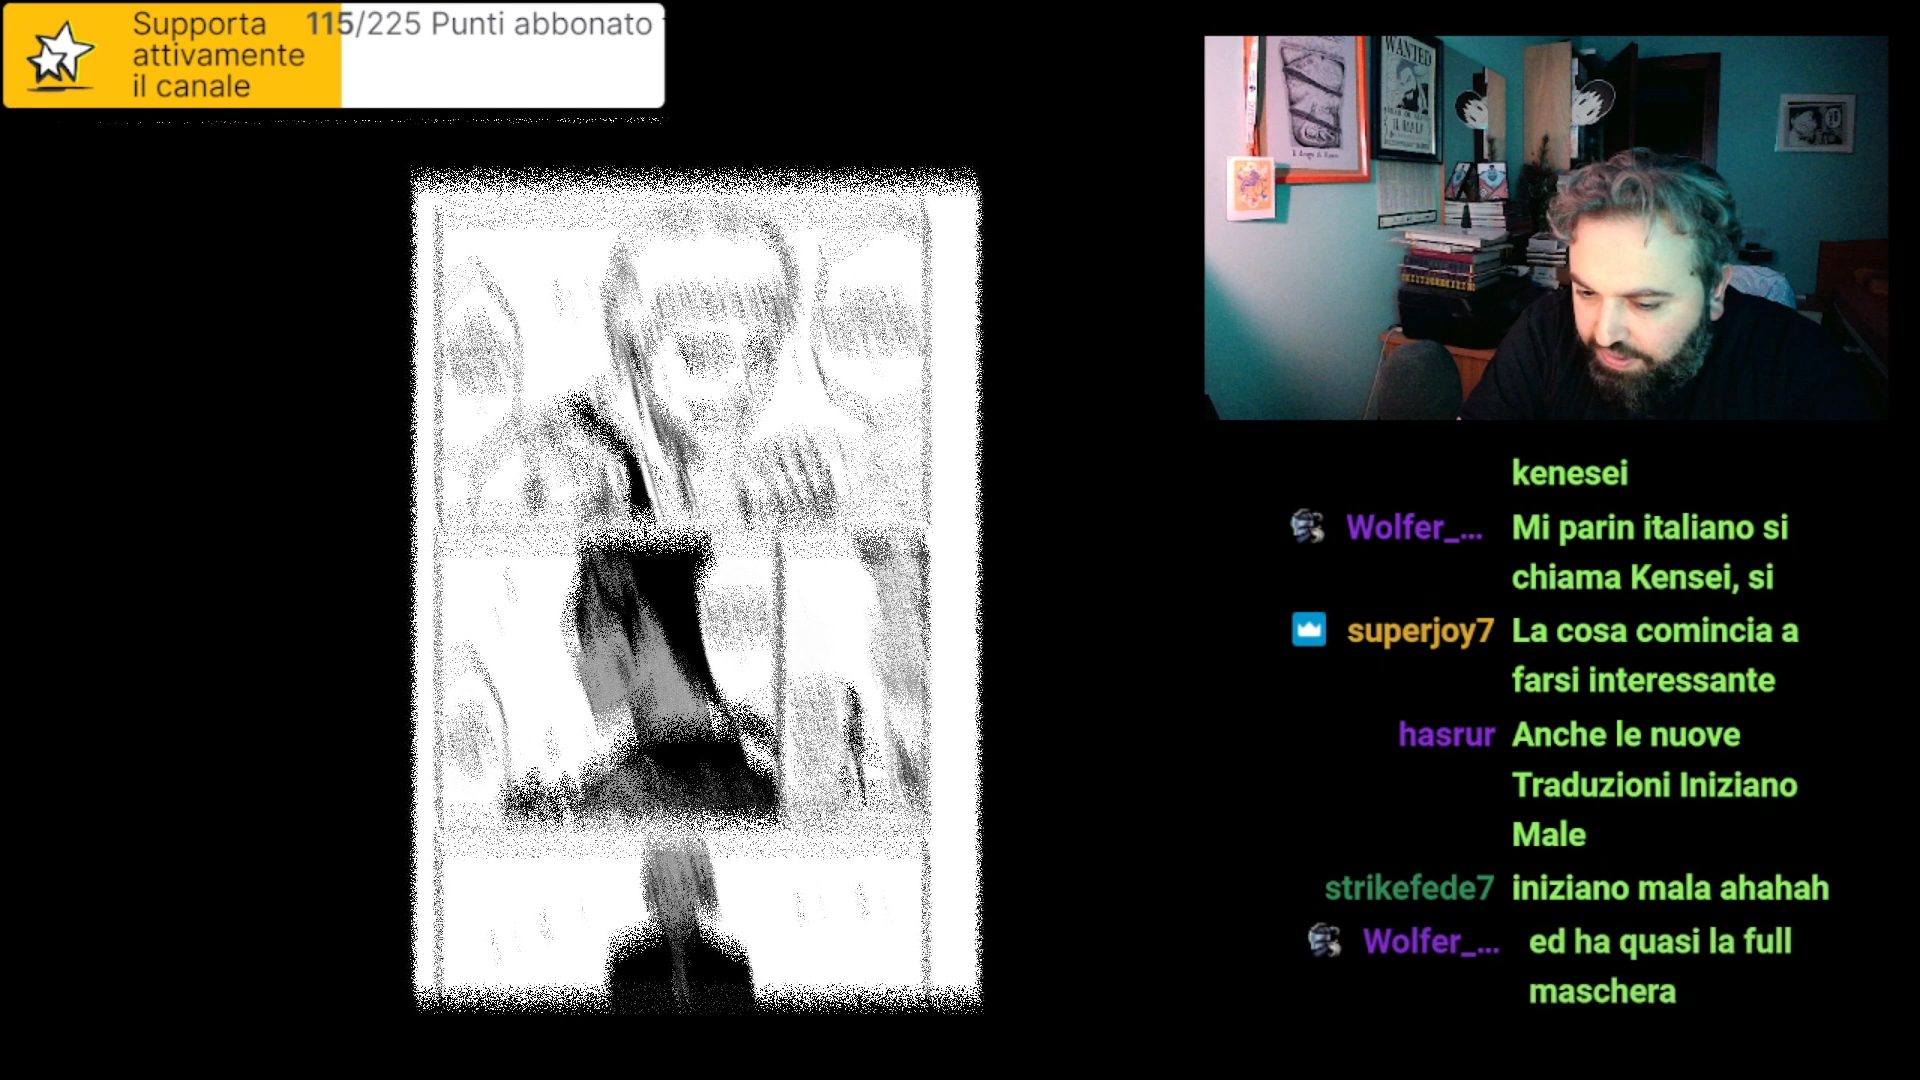 Supporta
attivamente
il canale
115/225 Punti abbonato
WANTED
kenesei
Wolfer_... Mi parin italiano si
chiama Kensei, si
superjoy7 La cosa comincia a
farsi interessante
hasrur Anche le nuove
Traduzioni Iniziano
Male
strikefede7 iniziano mala ahahah
Wolfer_... ed ha quasi la full
maschera